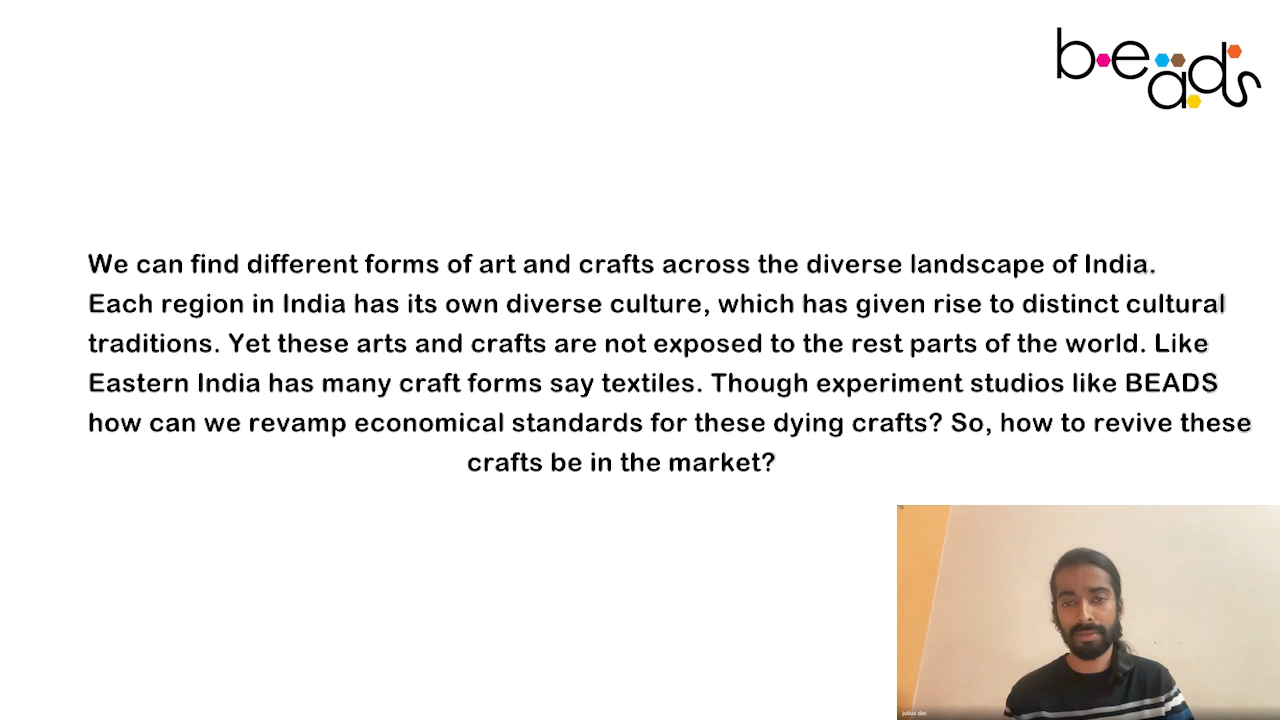 beads
We can find different forms of art and crafts across the diverse landscape of India.
Each region in India has its own diverse culture, which has given rise to distinct cultural
traditions. Yet these arts and crafts are not exposed to the rest parts of the world. Like
Eastern India has many craft forms say textiles. Though experiment studios like BEADS
how can we revamp economical standards for these dying crafts? So, how to revive these
crafts be in the market?
julius das